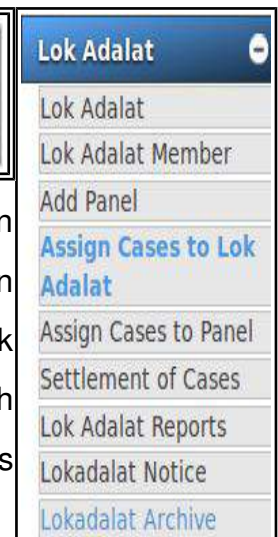 Lok Adalat
Lok Adalat
Lok Adalat Member
Add Panel
Assign Cases to Lok
Adalat
Assign Cases to Panel
Settlement of Cases
Lok Adalat Reports
Lokadalat Notice
Lokadalat Archive
n
n
k
h
s